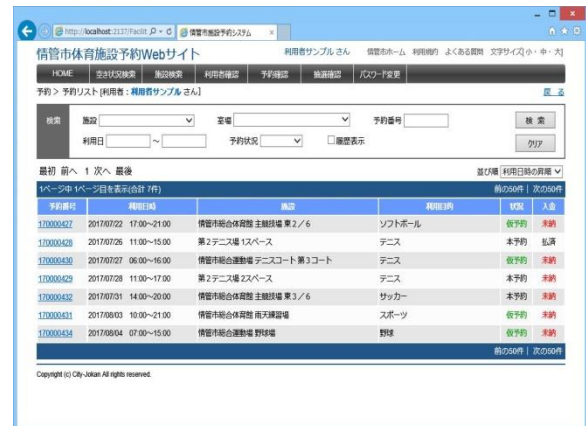 http://localhost:2137/Facilit
情管市施設予約システム
情管市体育施設予約Webサイト
利用者サンプル さん 情管市ホーム 利用規約 よくある質問 文字サイズ[小・中・大]
HOME 空き状況検索 施設検索 利用者確認 予約確認 抽選確認 パスワード変更
予約 > 予約リスト [利用者：利用者サンプル さん] 戻る
検索 施設 室場 予約番号 検索
利用日 ～ 予約状況 履歴表示 クリア
最初 前へ 1 次へ 最後 並び順 利用日時の昇順
1ページ中 1ページ目を表示(合計 7件) 前の50件 | 次の50件
予約番号 利用日時 施設 利用目的 状況 入金
170000427 2017/07/22 17:00～21:00 情管市総合体育館 主競技場 東２／６ ソフトボール 仮予約 未納
170000428 2017/07/26 11:00～15:00 第２テニス場 1スペース テニス 本予約 払済
170000430 2017/07/27 06:00～16:00 情管市総合運動場 テニスコート 第３コート テニス 仮予約 未納
170000429 2017/07/28 11:00～17:00 第２テニス場 2スペース テニス 本予約 未納
170000432 2017/07/31 14:00～20:00 情管市総合体育館 主競技場 東３／６ サッカー 本予約 未納
170000431 2017/08/03 10:00～21:00 情管市総合体育館 雨天練習場 スポーツ 仮予約 未納
170000434 2017/08/04 07:00～15:00 情管市総合運動場 野球場 野球 仮予約 未納
前の50件 | 次の50件
Copyright (c) City-Jokan All rights reserved.